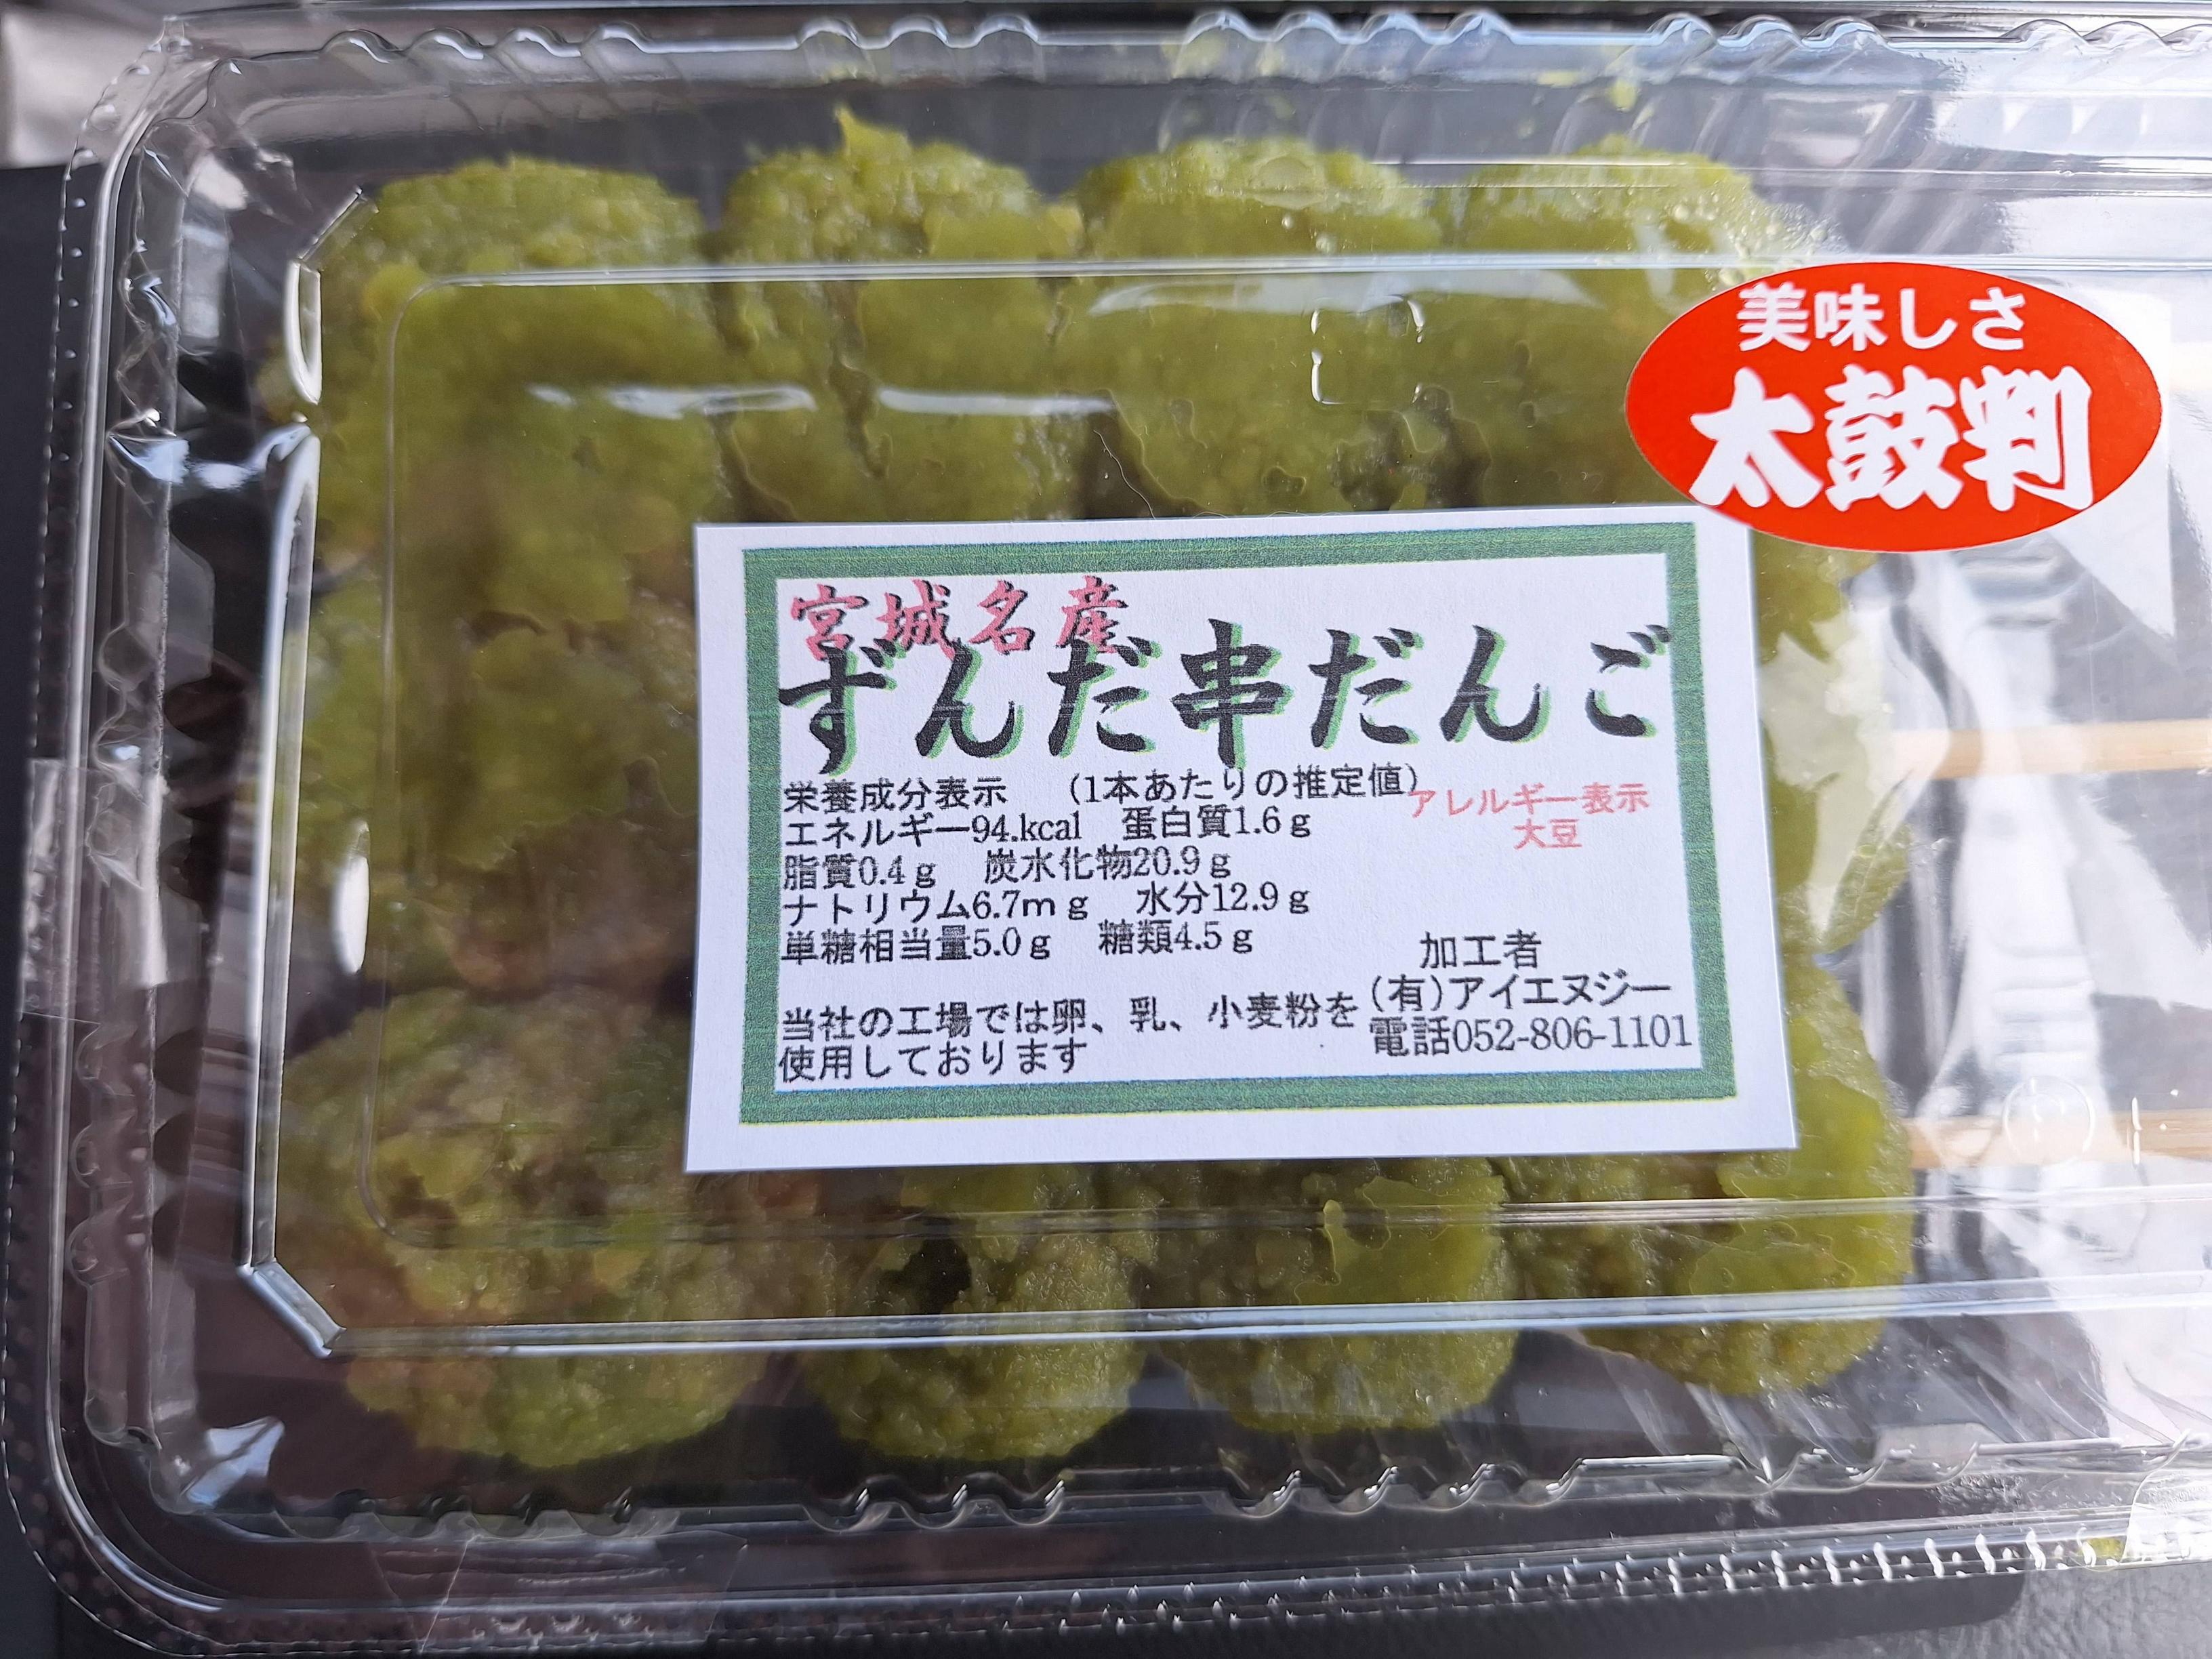 美味しさ
太鼓判
宮城名産
ずんだ串だんご
栄養成分表示 (1本あたりの推定値)
エネルギー94.kcal 蛋白質1.6g
脂質0.4g 炭水化物20.9g
ナトリウム6.7mg 水分12.9g
単糖相当量5.0g 糖類4.5g
アレルギー表示
大豆
当社の工場では卵、乳、小麦粉を
使用しております
加工者
(有)アイエヌジー
電話052-806-1101